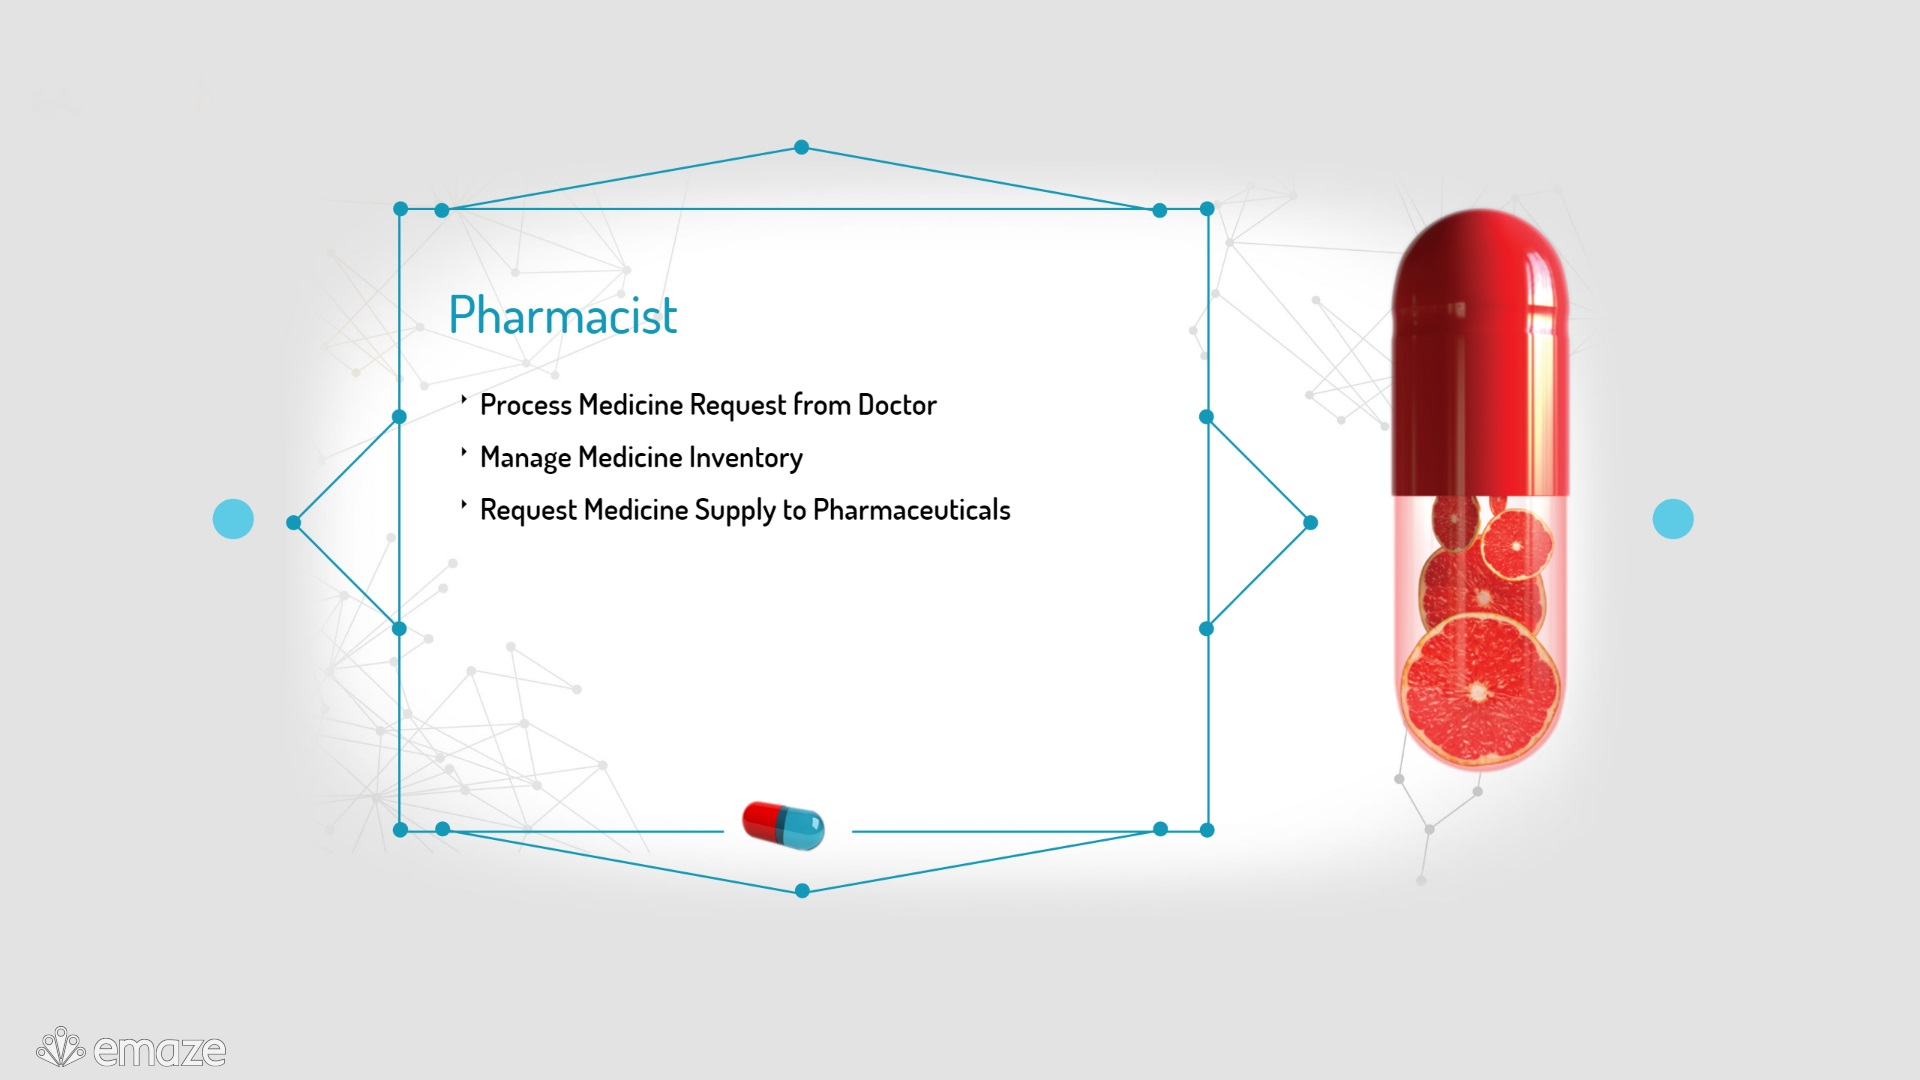 Pharmacist
Process Medicine Request from Doctor
Manage Medicine Inventory
Request Medicine Supply to Pharmaceuticals
emaze